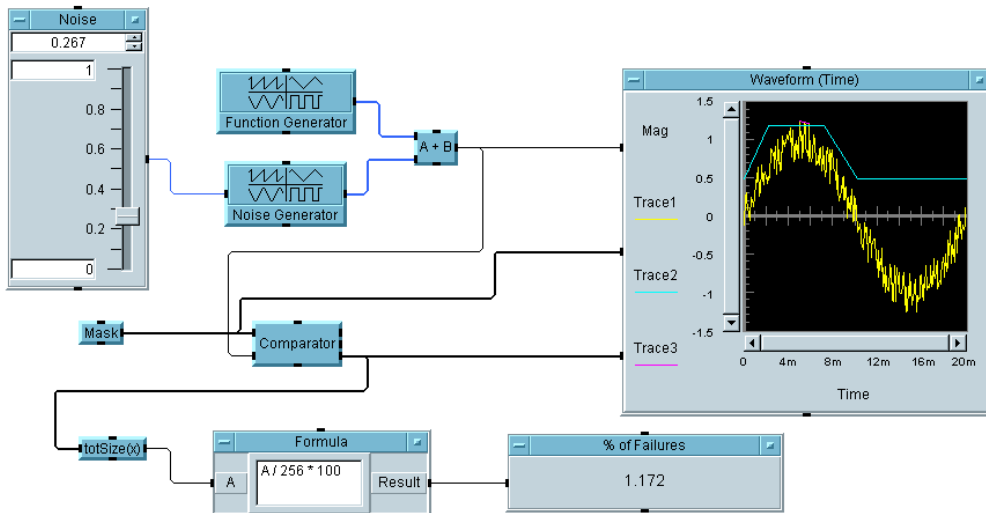 Noise
0.267
1
0.8
0.6
0.4
0.2
0
Function Generator
Noise Generator
A + B
Waveform (Time)
Mag
Trace1
Trace2
Trace3
1.5
1
0.5
0
-0.5
-1
-1.5
0 4m 8m 12m 16m 20m
Time
Mask
Comparator
totSize(x)
Formula
A
A / 256 * 100
Result
% of Failures
1.172